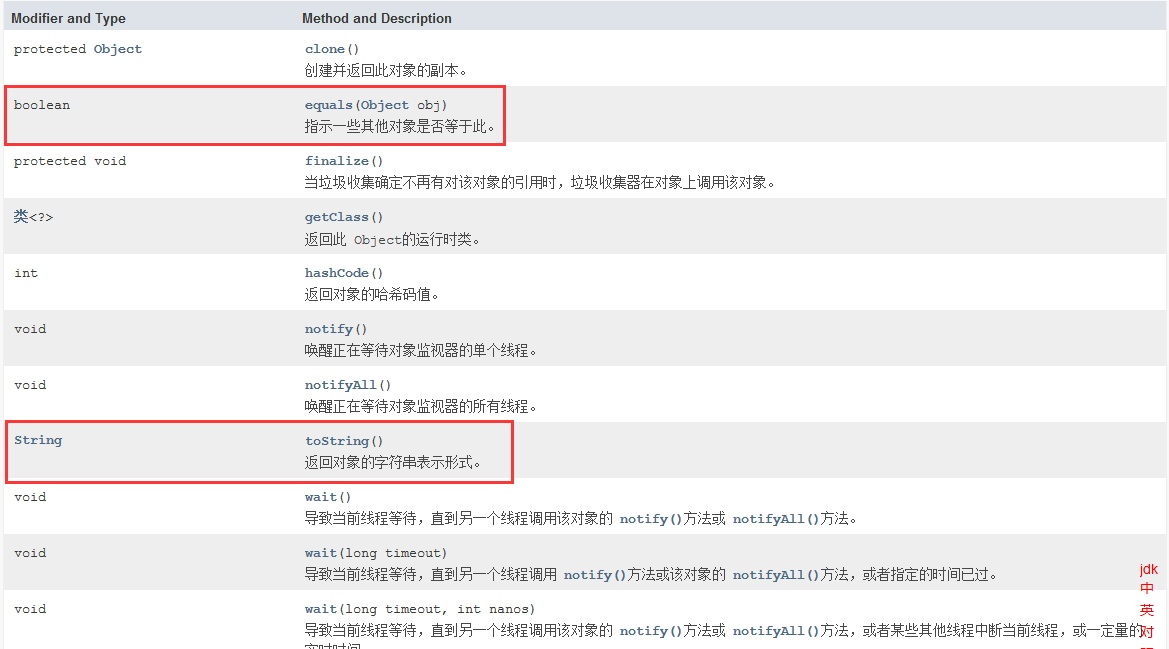 Modifier and Type Method and Description
protected Object clone()
创建并返回此对象的副本。
boolean equals(Object obj)
指示一些其他对象是否等于此。
protected void finalize()
当垃圾收集确定不再有对该对象的引用时，垃圾收集器在对象上调用该对象。
类<?> getClass()
返回此 Object的运行时类。
int hashCode()
返回对象的哈希码值。
void notify()
唤醒正在等待对象监视器的单个线程。
void notifyAll()
唤醒正在等待对象监视器的所有线程。
String toString()
返回对象的字符串表示形式。
void wait()
导致当前线程等待，直到另一个线程调用该对象的 notify()方法或 notifyAll()方法。
void wait(long timeout)
导致当前线程等待，直到另一个线程调用 notify()方法或该对象的 notifyAll()方法，或者指定的时间已过。
void wait(long timeout, int nanos)
导致当前线程等待，直到另一个线程调用该对象的 notify()方法或 notifyAll()方法，或者某些其他线程中断当前线程，或一定量的
jdk
中
英
对